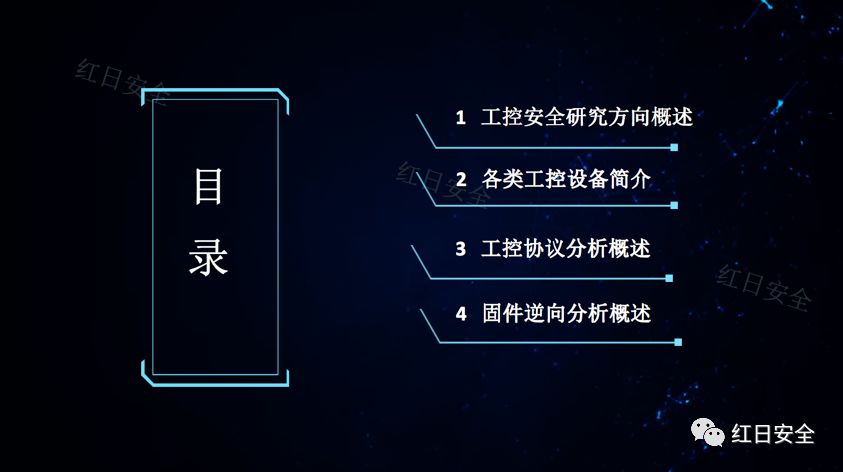 红日安全
目
录
1 工控安全研究方向概述
2 各类工控设备简介
红日安全
3 工控协议分析概述
红日安全
4 固件逆向分析概述
红日安全